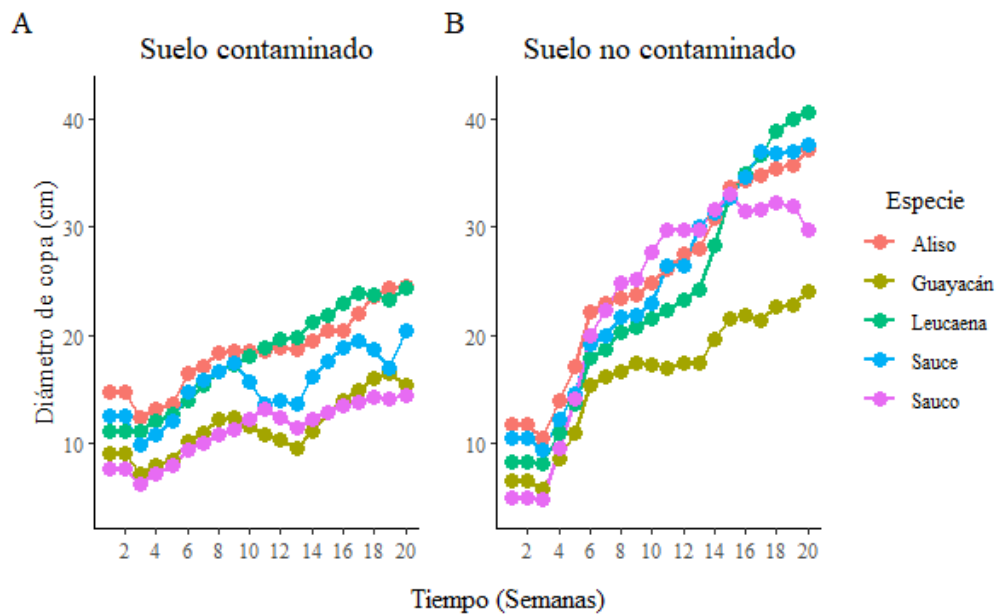 A
B
Suelo contaminado
Suelo no contaminado
Diámetro de copa (cm)
40
30
20
10
40
30
20
10
2 4 6 8 10 12 14 16 18 20
2 4 6 8 10 12 14 16 18 20
Tiempo (Semanas)
Especie
Aliso
Guayacán
Leucaena
Sauce
Sauco